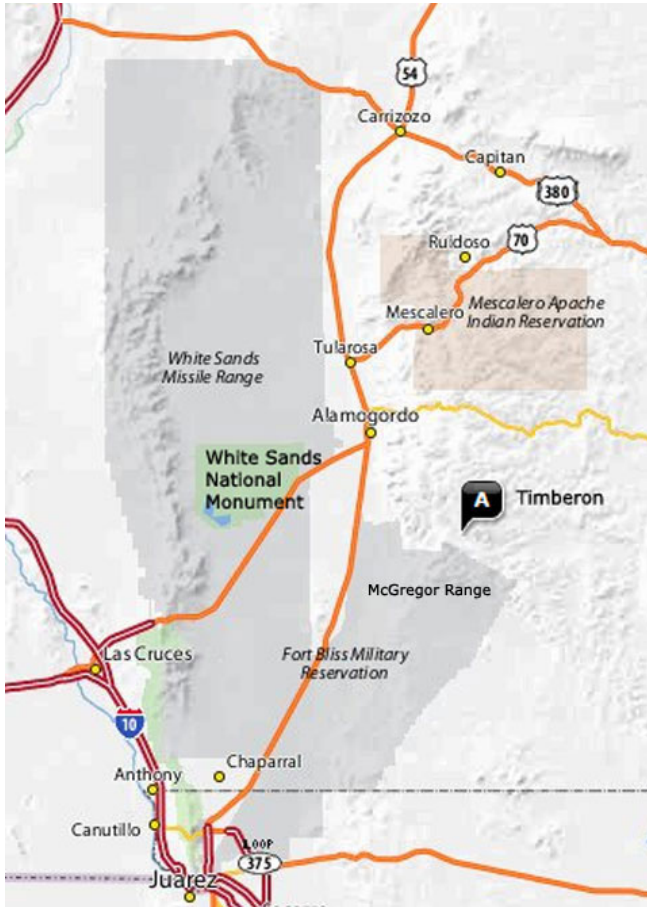 54
Carrizozo
Capitan
380
Ruidoso
70
Mescalero
Mescalero Apache
Indian Reservation
Tularosa
White Sands
Missile Range
Alamogordo
White Sands
National
Monument
A
Timberon
McGregor Range
Fort Bliss Military
Reservation
Las Cruces
10
Chaparral
Anthony
Canutillo
LOOP
375
Juarez